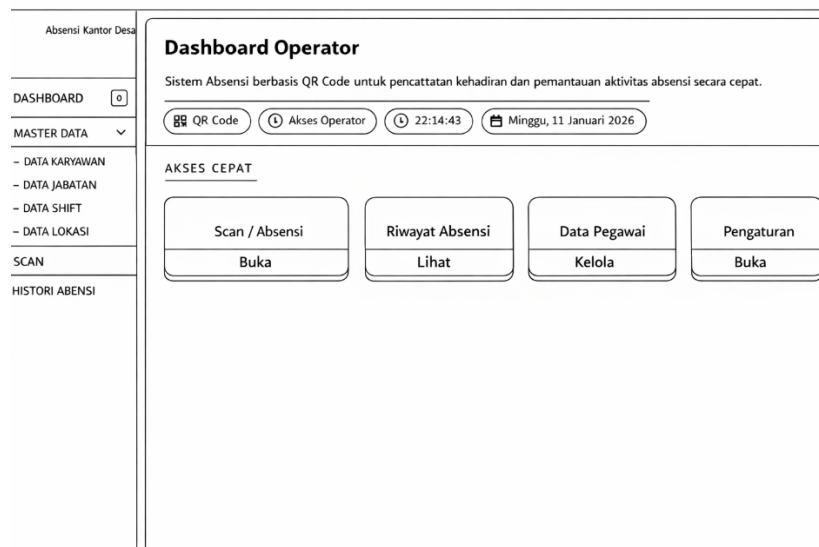 Absensi Kantor Desa
DASHBOARD 0
MASTER DATA
- DATA KARYAWAN
- DATA JABATAN
- DATA SHIFT
- DATA LOKASI
SCAN
HISTORI ABENSI
Dashboard Operator
Sistem Absensi berbasis QR Code untuk pencattatan kehadiran dan pemantauan aktivitas absensi secara cepat.
QR Code Akses Operator 22:14:43 Minggu, 11 Januari 2026
AKSES CEPAT
Scan / Absensi Riwayat Absensi Data Pegawai Pengaturan
Buka Lihat Kelola Buka